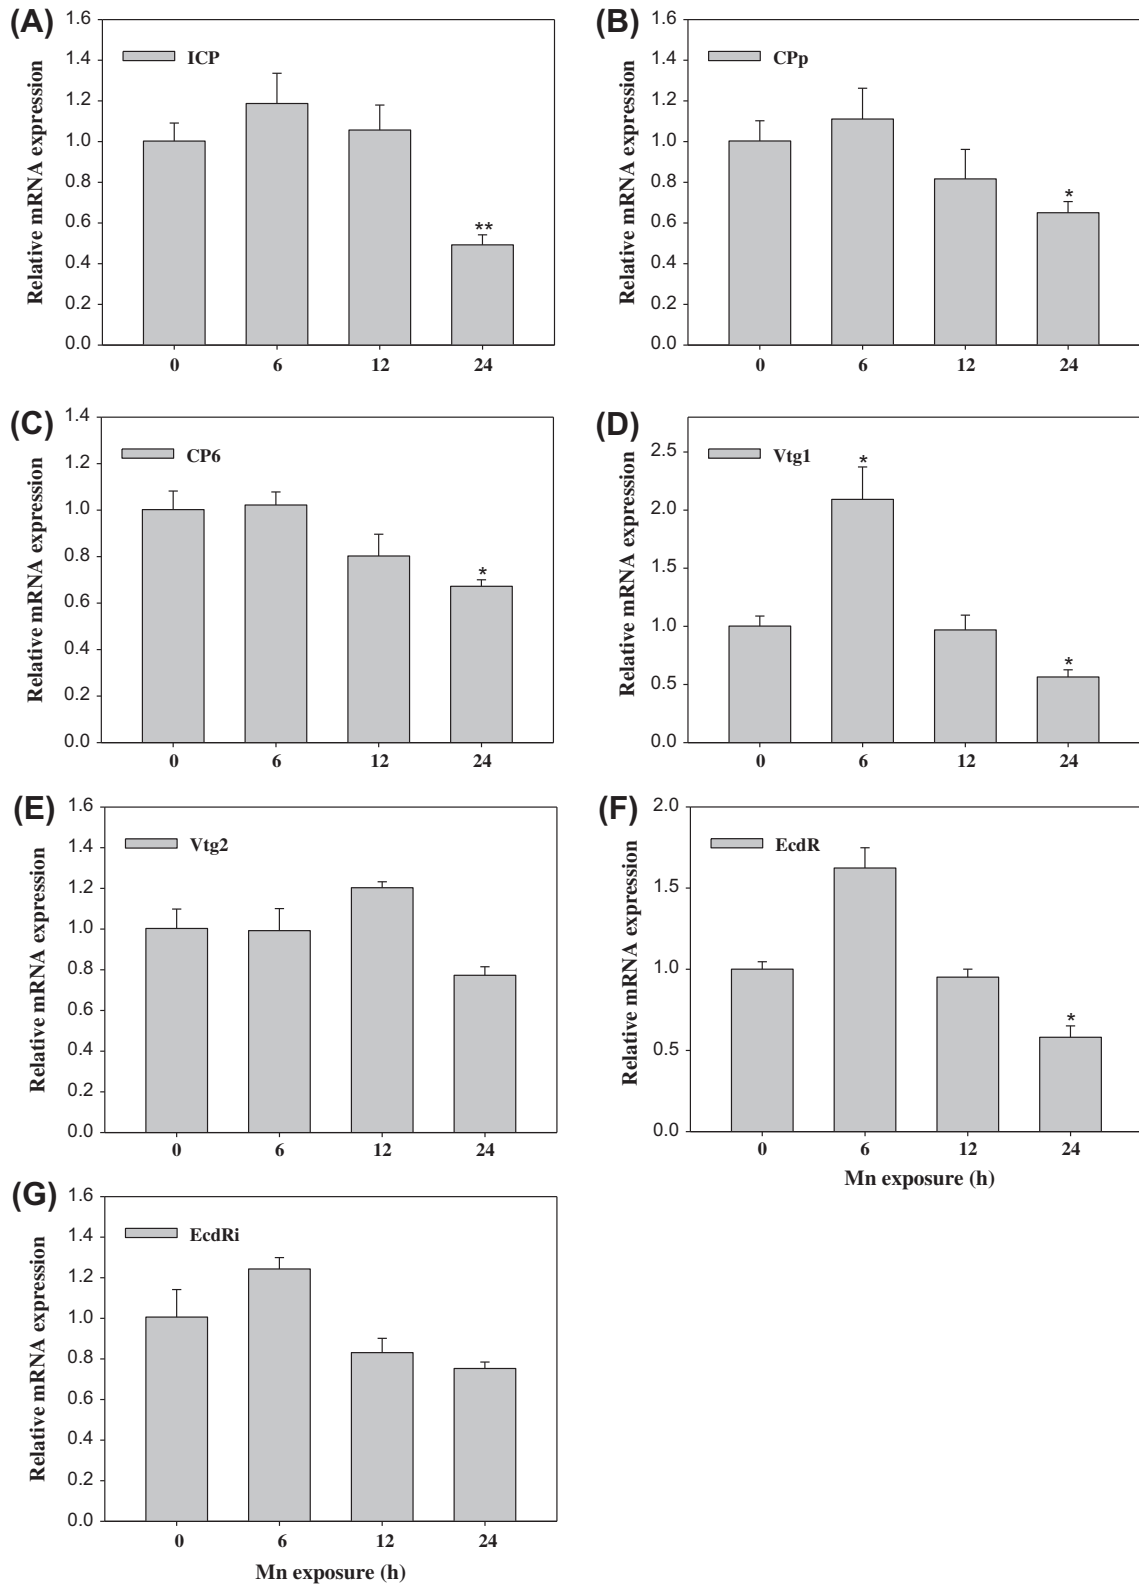 (A)
Relative mRNA expression
1.6
1.4
1.2
1.0
0.8
0.6
0.4
0.2
0.0
ICP
**
0 6 12 24
(B)
Relative mRNA expression
1.6
1.4
1.2
1.0
0.8
0.6
0.4
0.2
0.0
CPp
*
0 6 12 24
(C)
Relative mRNA expression
1.4
1.2
1.0
0.8
0.6
0.4
0.2
0.0
CP6
*
0 6 12 24
(D)
Relative mRNA expression
2.5
2.0
1.5
1.0
0.5
0.0
Vtg1
*
*
0 6 12 24
(E)
Relative mRNA expression
1.6
1.4
1.2
1.0
0.8
0.6
0.4
0.2
0.0
Vtg2
0 6 12 24
(F)
Relative mRNA expression
2.0
1.5
1.0
0.5
0.0
EcdR
*
0 6 12 24
Mn exposure (h)
(G)
Relative mRNA expression
1.6
1.4
1.2
1.0
0.8
0.6
0.4
0.2
0.0
EcdRi
0 6 12 24
Mn exposure (h)